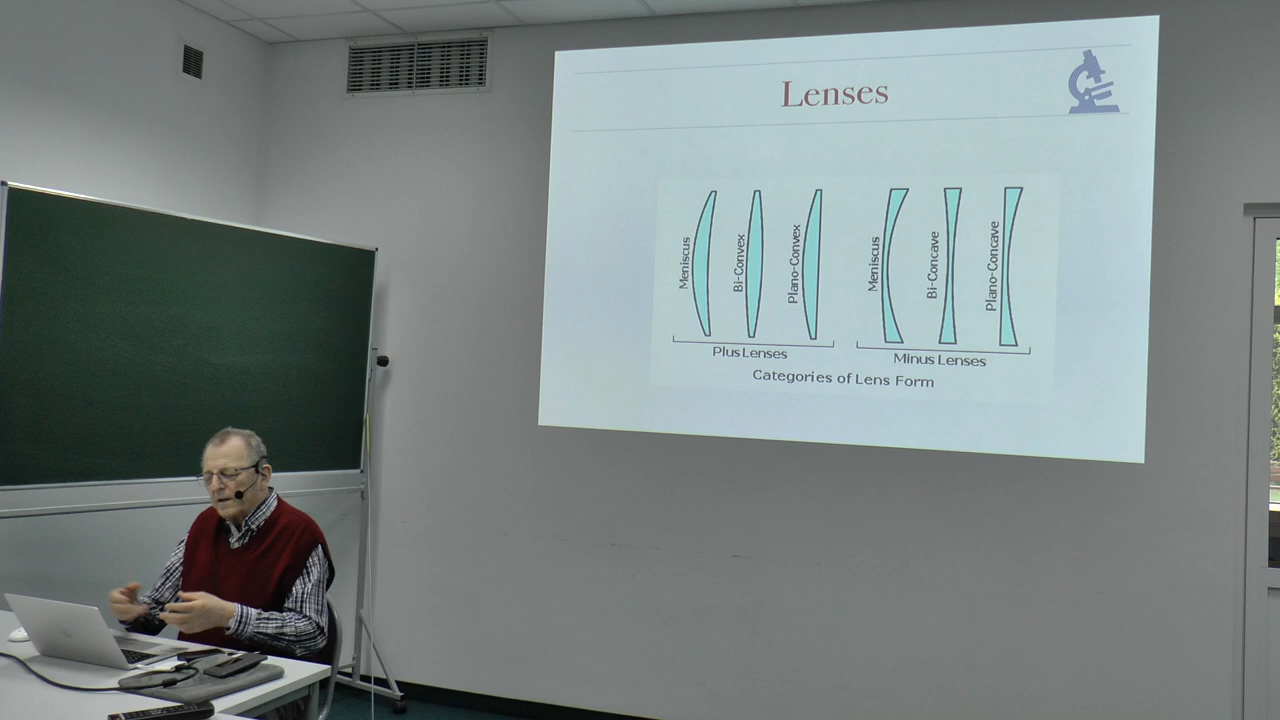 Lenses
Meniscus
Bi-Convex
Plano-Convex
Meniscus
Bi-Concave
Plano-Concave
Plus Lenses
Minus Lenses
Categories of Lens Form